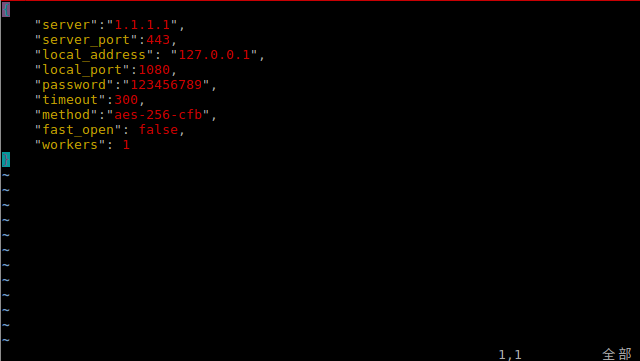 {
    "server":"1.1.1.1",
    "server_port":443,
    "local_address": "127.0.0.1",
    "local_port":1080,
    "password":"123456789",
    "timeout":300,
    "method":"aes-256-cfb",
    "fast_open": false,
    "workers": 1
}
~
~
~
~
~
~
~
~
~
~
~
~
1,1 全部